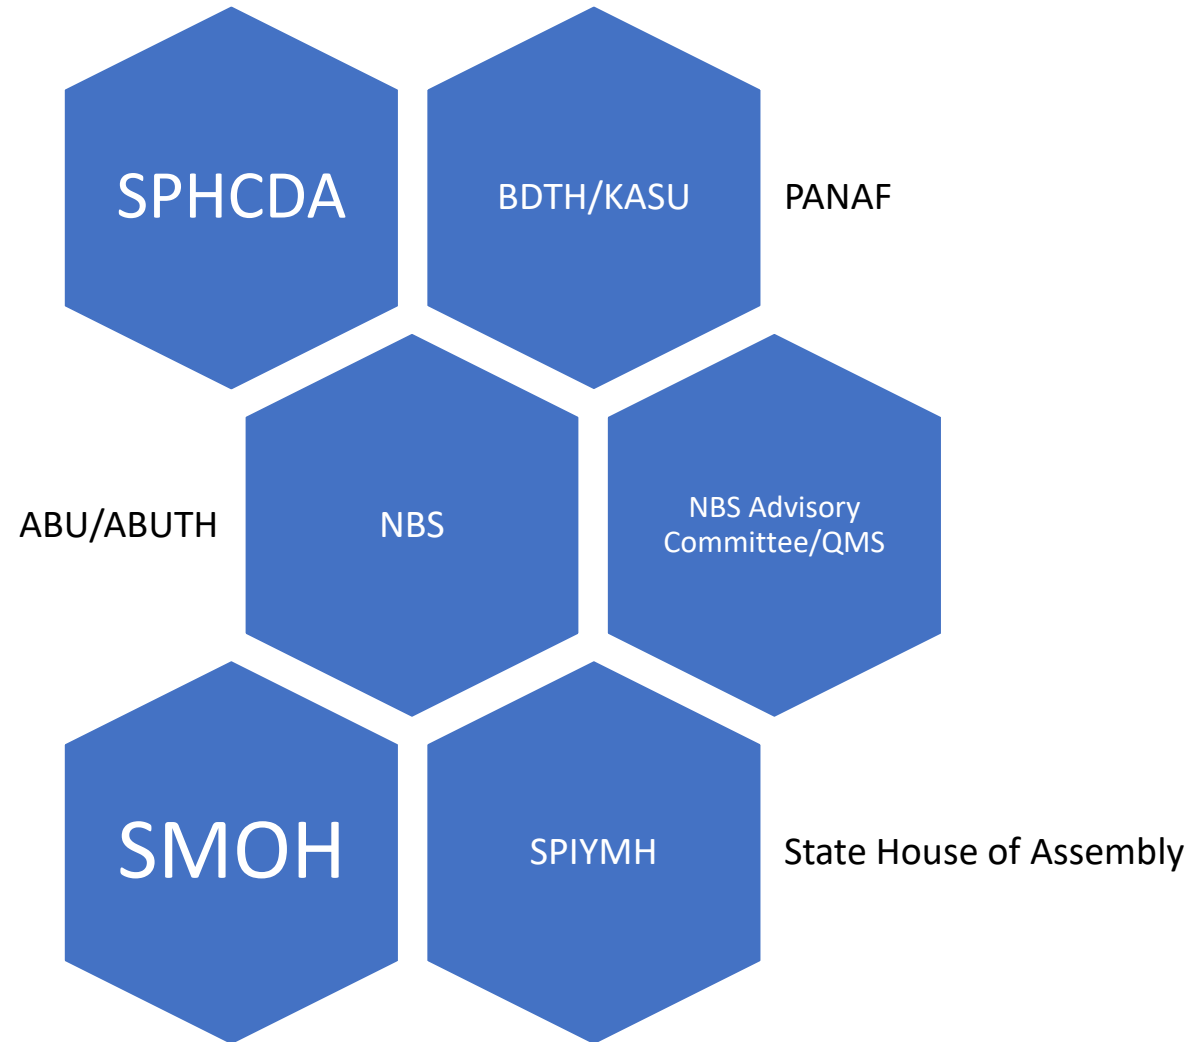 SPHCDA
BDTH/KASU
PANAF
ABU/ABUTH
NBS
NBS Advisory
Committee/QMS
SMOH
SPIYMH
State House of Assembly